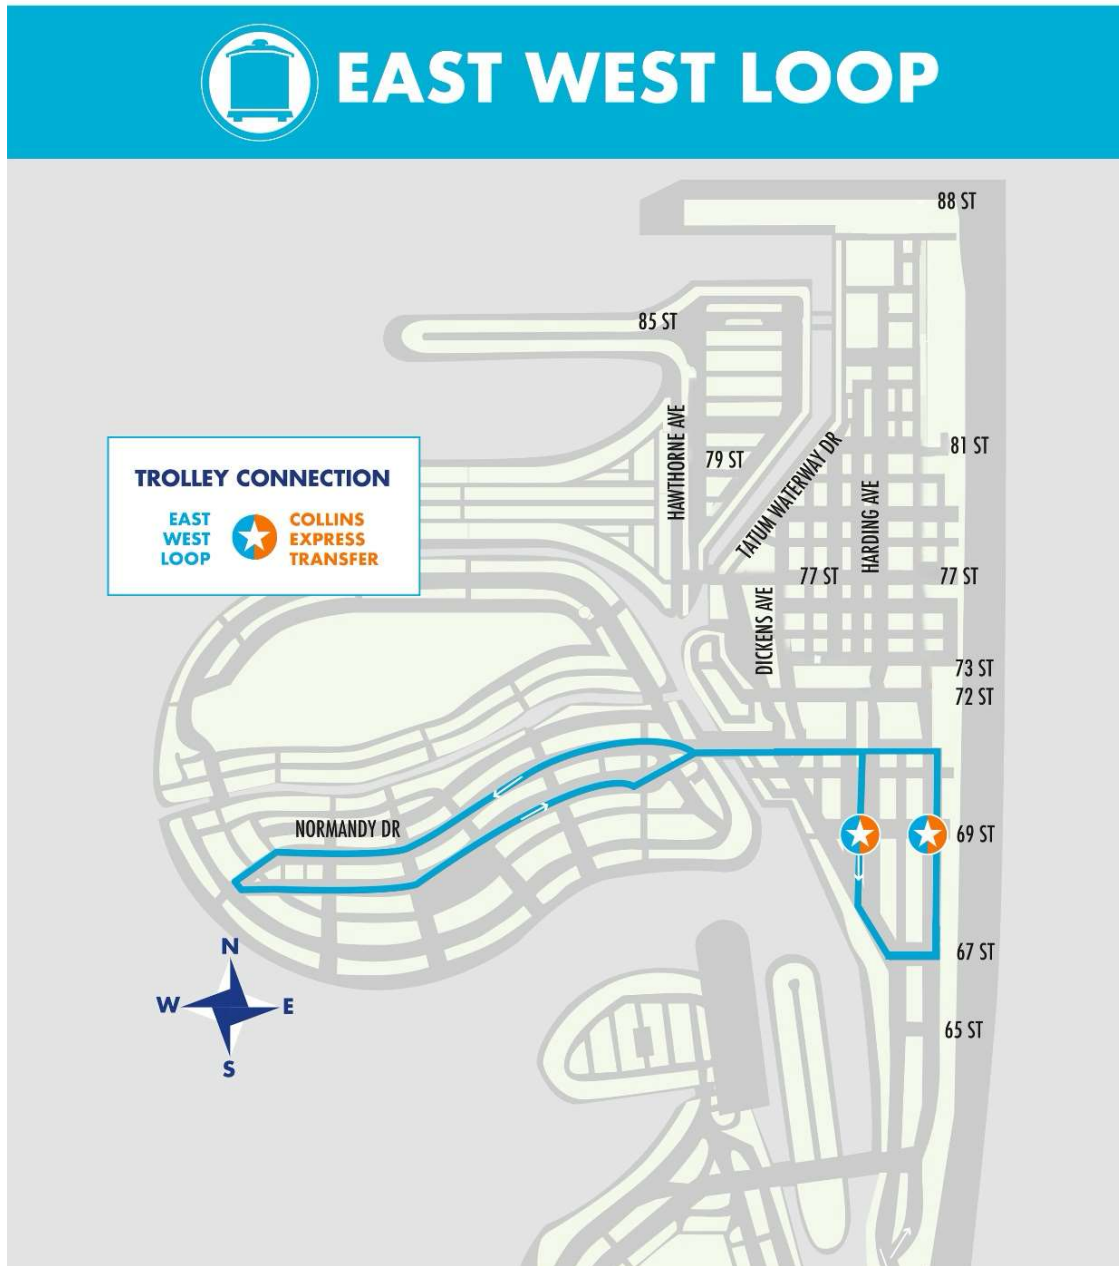 EAST WEST LOOP
88 ST
85 ST
HAWTHORNE AVE
79 ST
TATUM WATERWAY DR
HARDING AVE
81 ST
TROLLEY CONNECTION
EAST
WEST
LOOP
COLLINS
EXPRESS
TRANSFER
77 ST
77 ST
DICKENS AVE
73 ST
72 ST
NORMANDY DR
69 ST
67 ST
65 ST
N
W
E
S